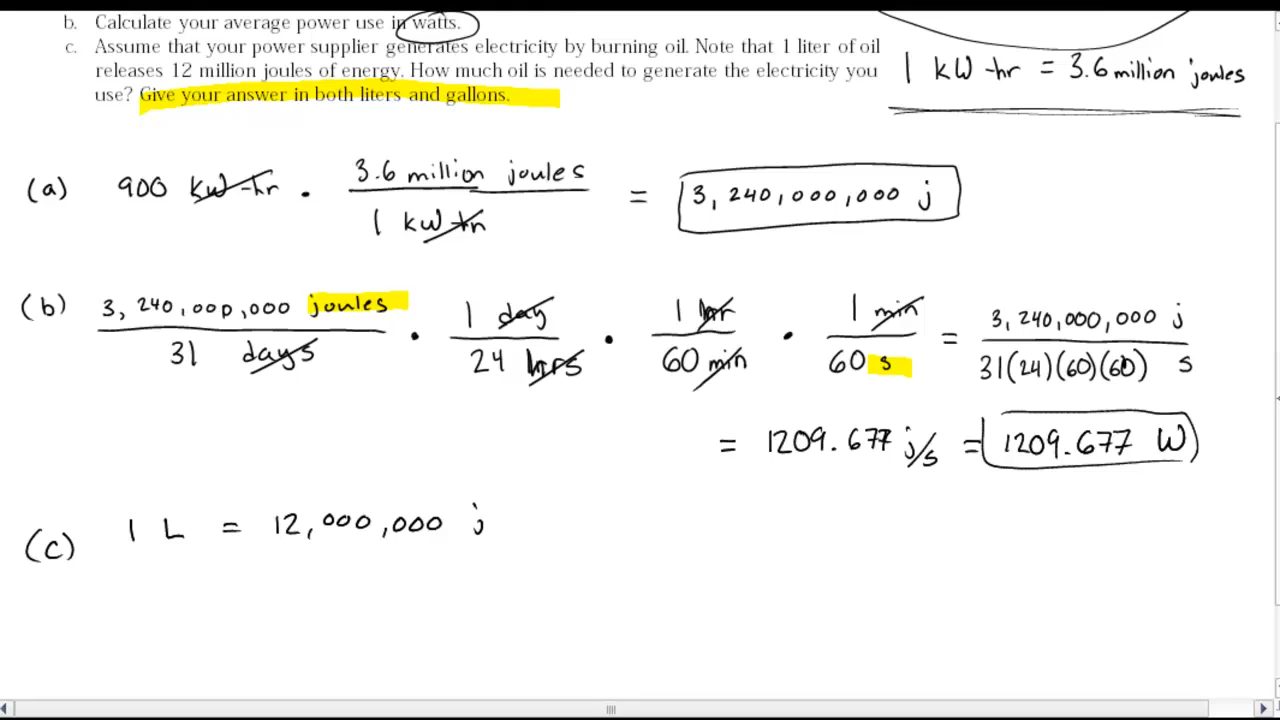 b. Calculate your average power use in watts.
c. Assume that your power supplier generates electricity by burning oil. Note that 1 liter of oil
releases 12 million joules of energy. How much oil is needed to generate the electricity you
use? Give your answer in both liters and gallons.
1 kW-hr = 3.6 million joules
(a) 900 kW-hr · 3.6 million joules / 1 kW-hr = 3,240,000,000 j
(b) 3,240,000,000 joules / 31 days · 1 day / 24 hrs · 1 hr / 60 min · 1 min / 60 s = 3,240,000,000 j / 31(24)(60)(60) s
= 1209.677 j/s = 1209.677 W
(c) 1 L = 12,000,000 j